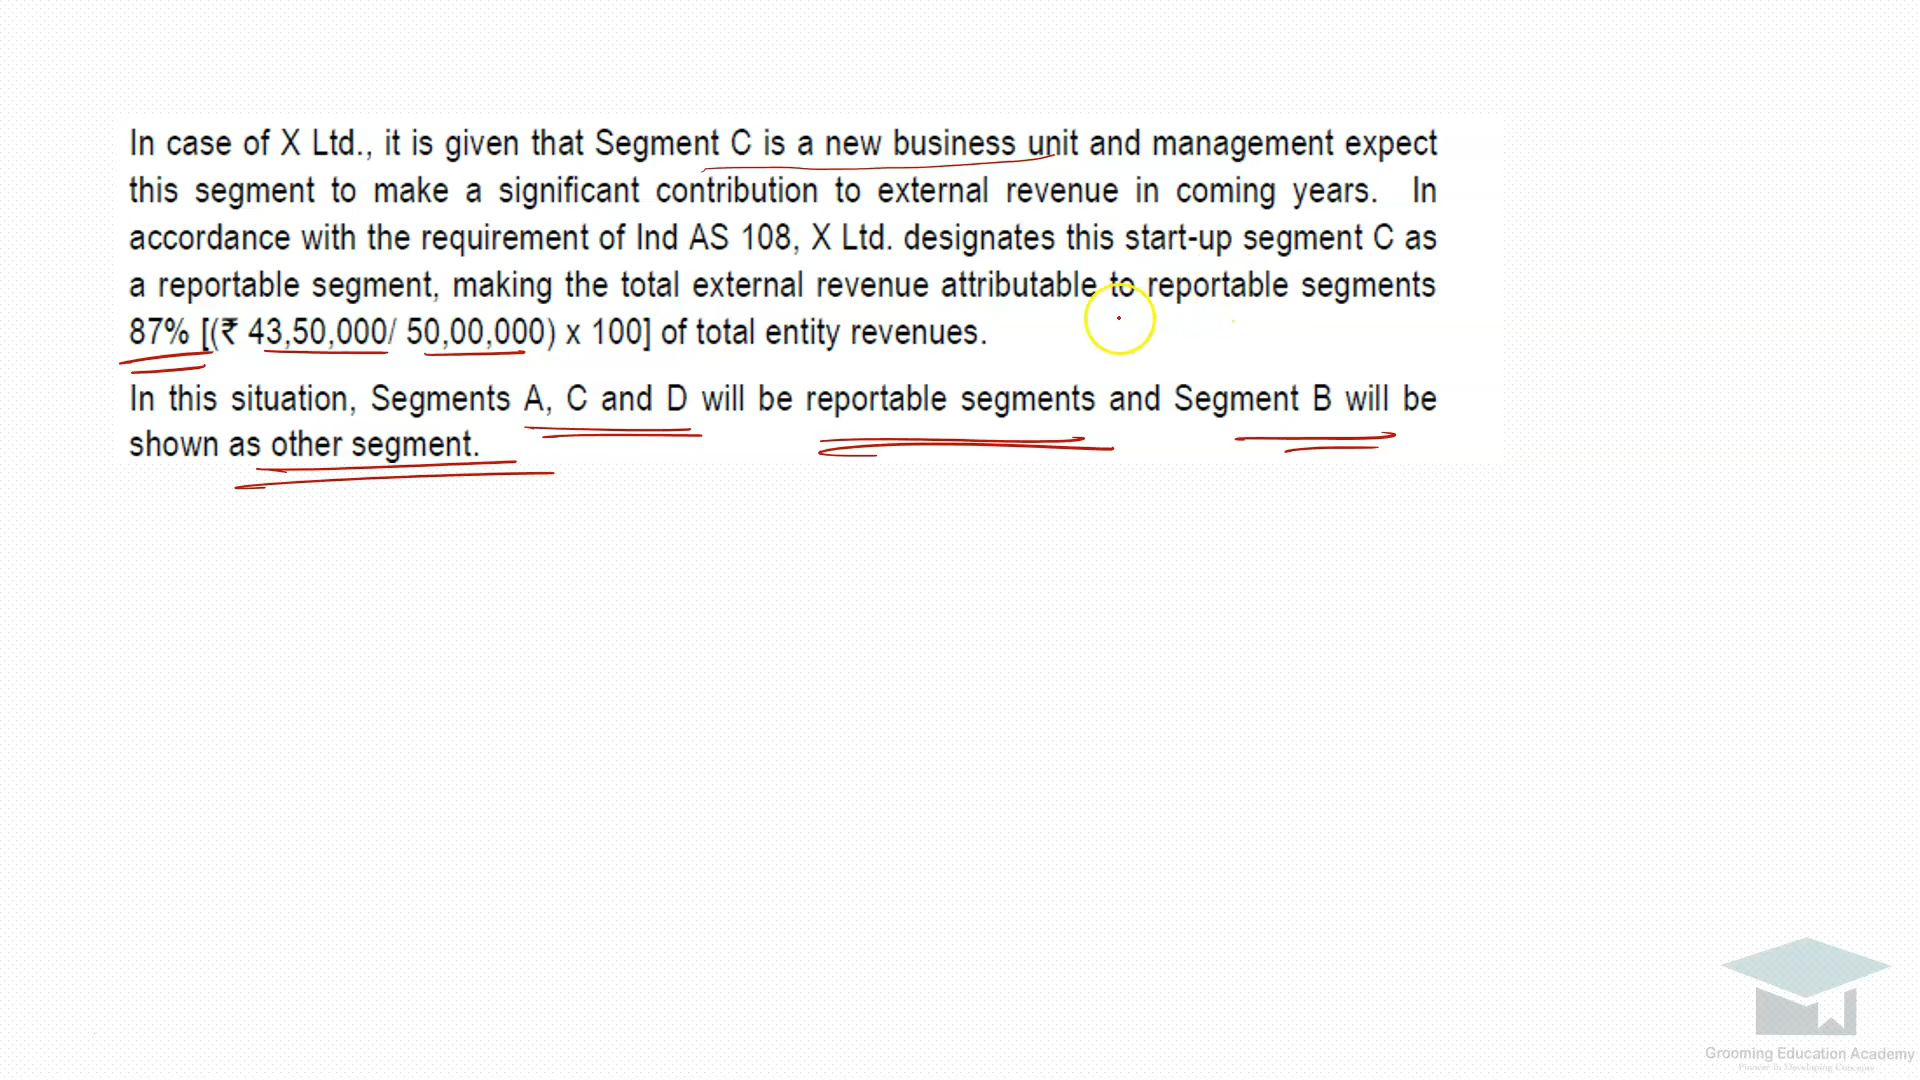 In case of X Ltd., it is given that Segment C is a new business unit and management expect
this segment to make a significant contribution to external revenue in coming years. In
accordance with the requirement of Ind AS 108, X Ltd. designates this start-up segment C as
a reportable segment, making the total external revenue attributable to reportable segments
87% [(₹ 43,50,000/ 50,00,000) x 100] of total entity revenues.
In this situation, Segments A, C and D will be reportable segments and Segment B will be
shown as other segment.
Grooming Education Academy
Pioneer In Developing Concepts